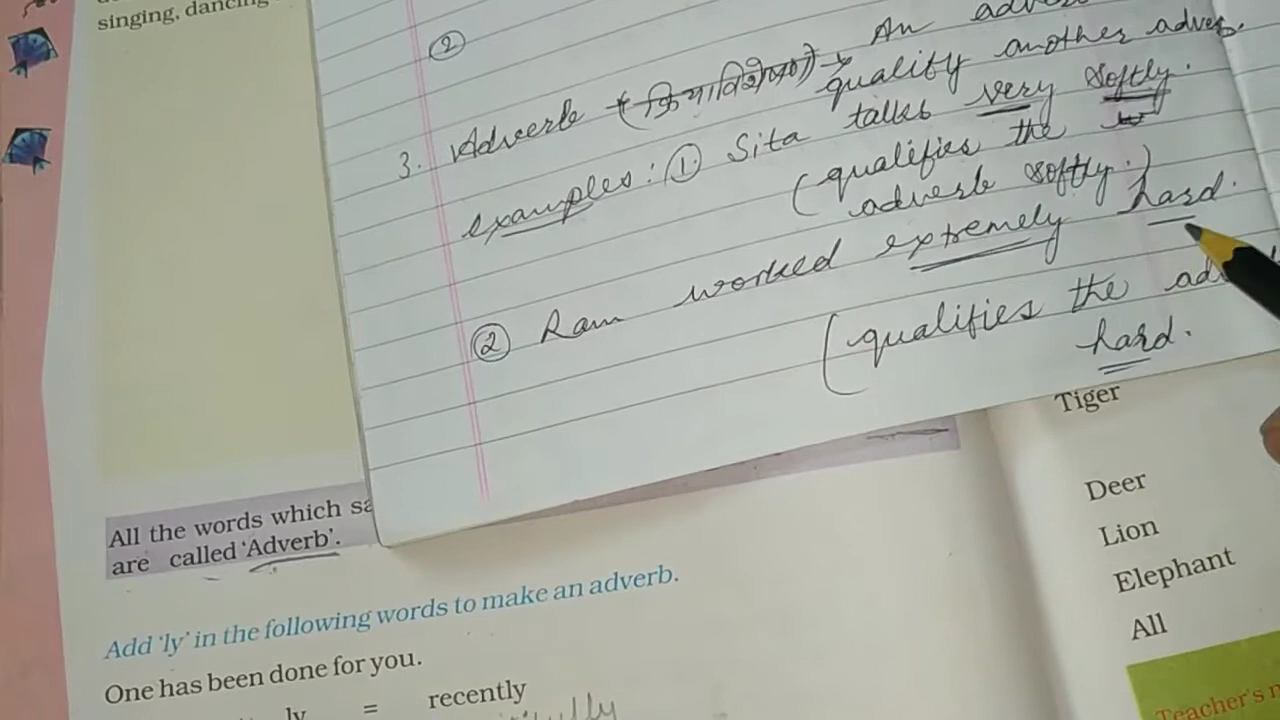 singing, dancing
②
3. Adverb (क्रियाविशेषण) → An adverb
quality another adverb.
examples: ① Sita talks very softly.
(qualifies the
adverb softly.)
② Ram worked extremely hard.
(qualifies the
hard.
All the words which
are called 'Adverb'.
Add 'ly' in the following words to make an adverb.
One has been done for you.
ly = recently
Tiger
Deer
Lion
Elephant
All
Teacher's